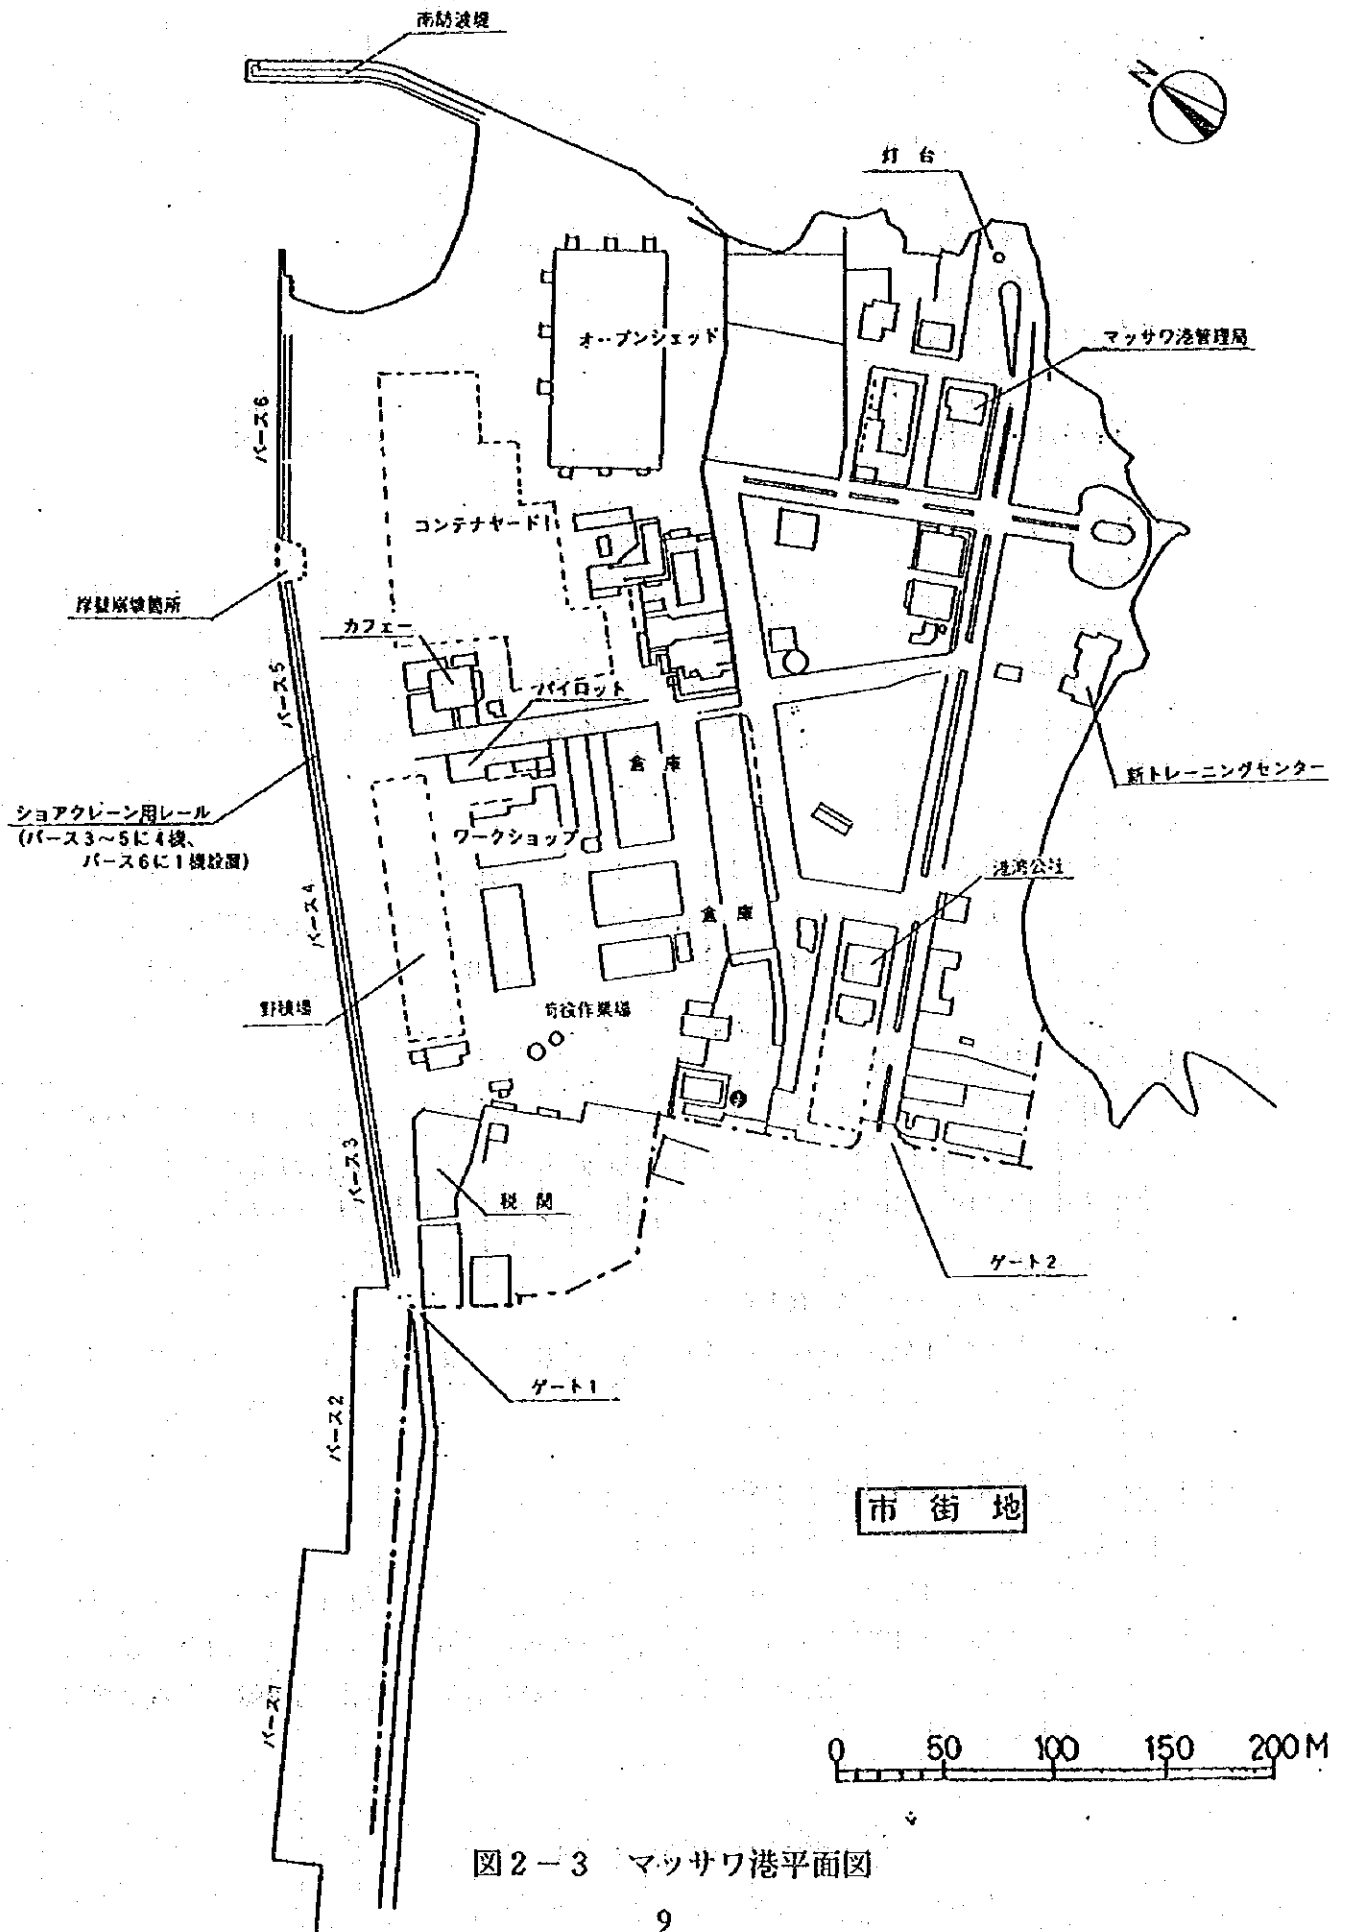 南防波堤
N
灯台
オープンシェッド
マッサワ港管理局
バース6
コンテナヤード
岸壁崩壊箇所
カフェー
バース5
パイロット
倉庫
新トレーニングセンター
ショアクレーン用レール
(バース3～5に4機、
バース6に1機設置)
ワークショップ
港湾公社
バース4
倉庫
野積場
荷役作業場
バース3
税関
ゲート2
ゲート1
バース2
市街地
バース1
0 50 100 150 200M
図2－3 マッサワ港平面図
9